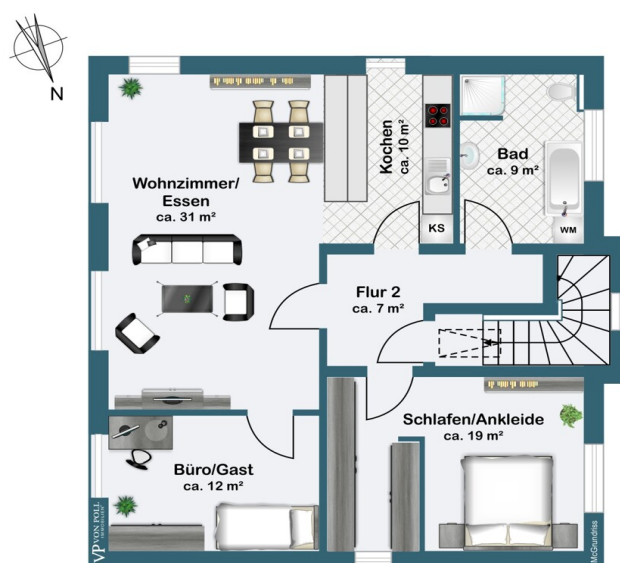 N
Wohnzimmer/
Essen
ca. 31 m²
Kochen
ca. 10 m²
Bad
ca. 9 m²
KS
WM
Flur 2
ca. 7 m²
Schlafen/Ankleide
ca. 19 m²
Büro/Gast
ca. 12 m²
VP VON POLL
IMMOBILIEN
McGrundriss